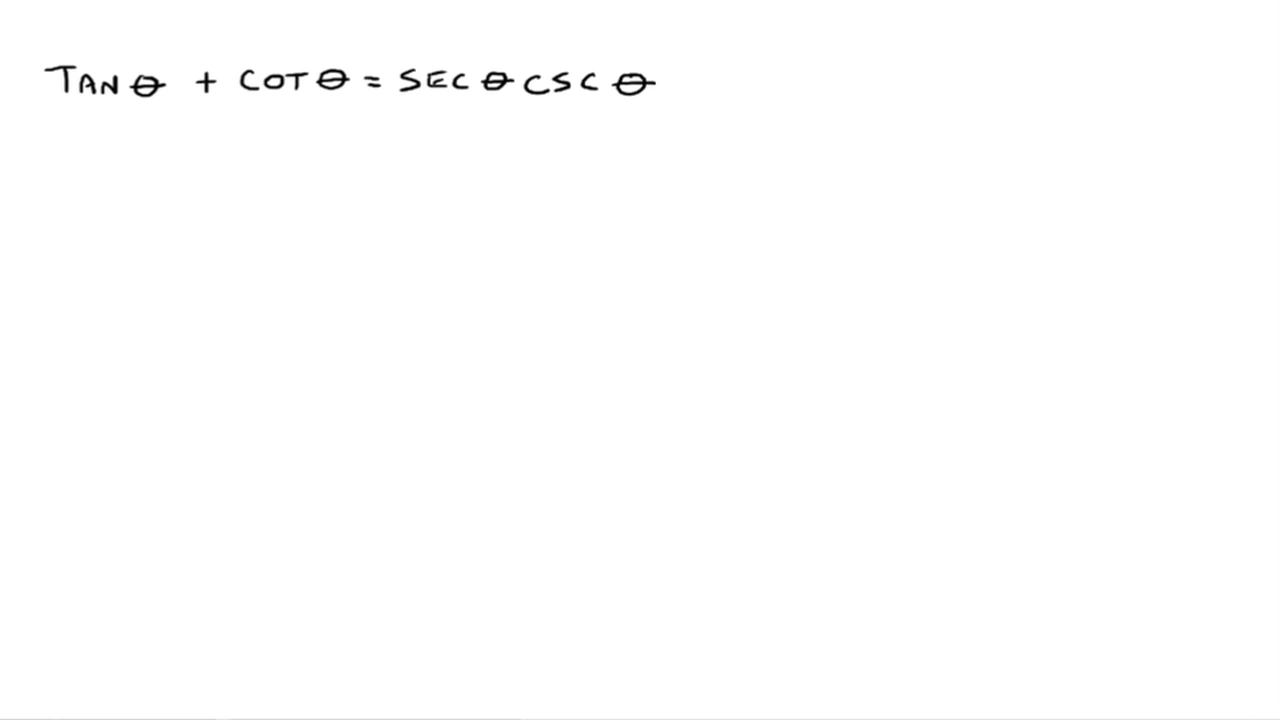 TAN θ + COT θ = SEC θ CSC θ